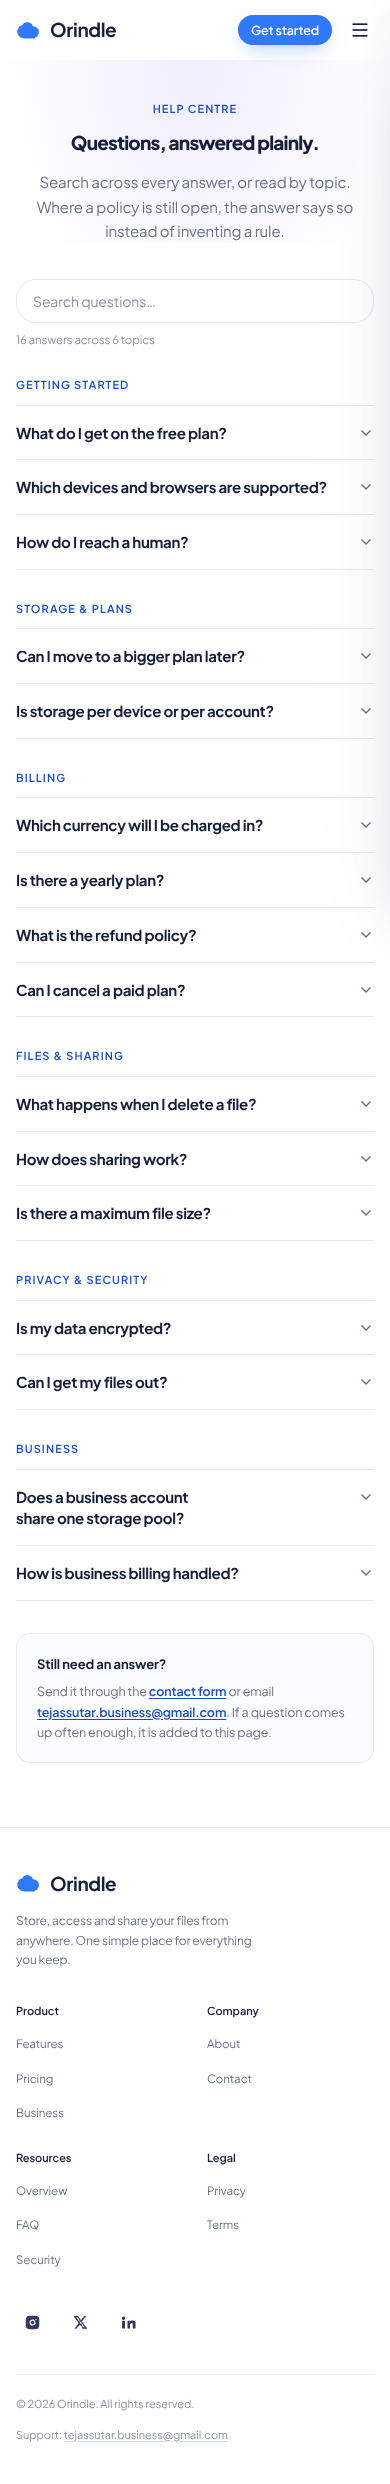 Orindle
Get started
HELP CENTRE
Questions, answered plainly.
Search across every answer, or read by topic.
Where a policy is still open, the answer says so
instead of inventing a rule.
Search questions...
16 answers across 6 topics
GETTING STARTED
What do I get on the free plan?
Which devices and browsers are supported?
How do I reach a human?
STORAGE & PLANS
Can I move to a bigger plan later?
Is storage per device or per account?
BILLING
Which currency will I be charged in?
Is there a yearly plan?
What is the refund policy?
Can I cancel a paid plan?
FILES & SHARING
What happens when I delete a file?
How does sharing work?
Is there a maximum file size?
PRIVACY & SECURITY
Is my data encrypted?
Can I get my files out?
BUSINESS
Does a business account
share one storage pool?
How is business billing handled?
Still need an answer?
Send it through the contact form or email
tejassutar.business@gmail.com. If a question comes
up often enough, it is added to this page.
Orindle
Store, access and share your files from
anywhere. One simple place for everything
you keep.
Product
Features
Pricing
Business
Company
About
Contact
Resources
Overview
FAQ
Security
Legal
Privacy
Terms
© 2026 Orindle. All rights reserved.
Support: tejassutar.business@gmail.com